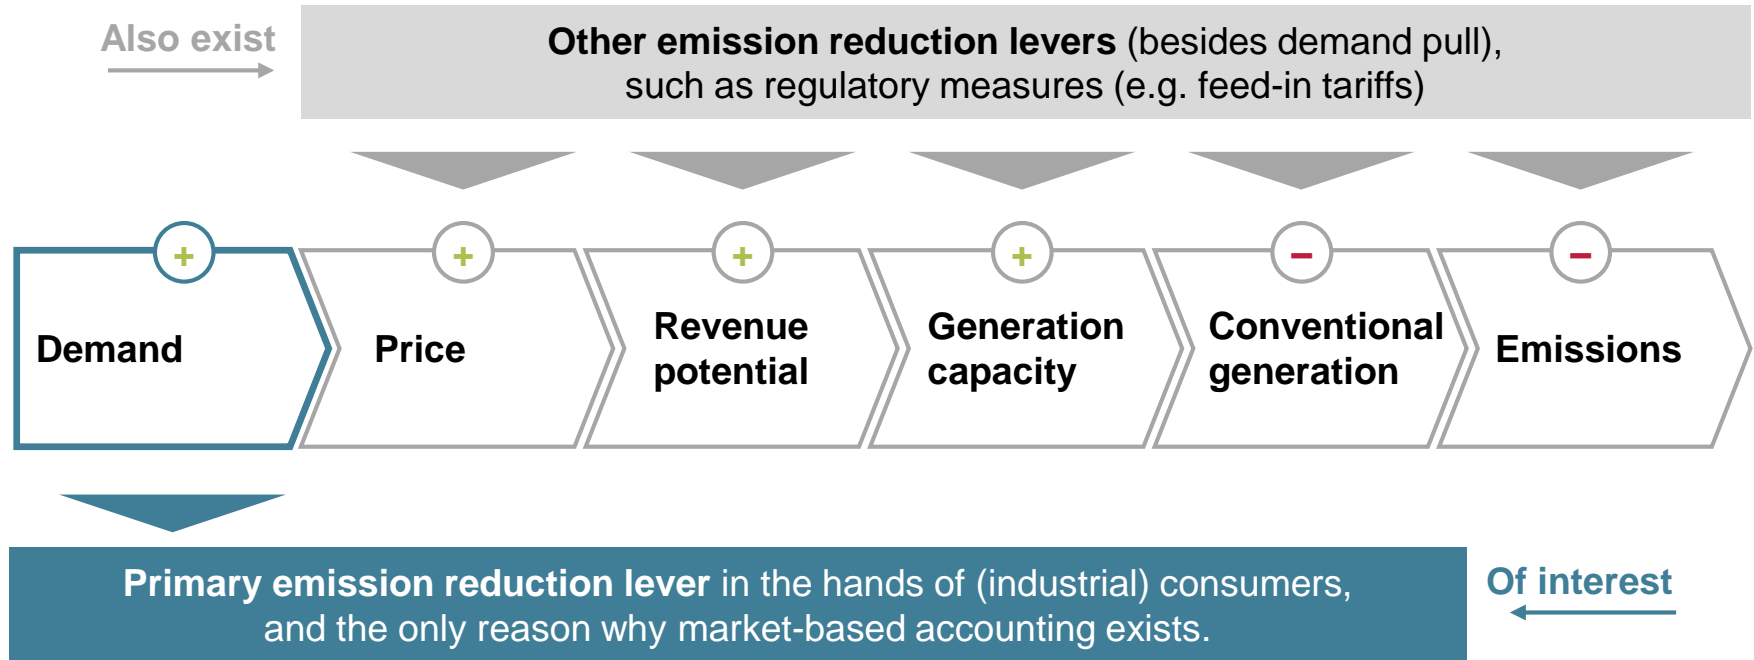 Also exist
Other emission reduction levers (besides demand pull),
such as regulatory measures (e.g. feed-in tariffs)
+
+
+
+
−
−
Demand
Price
Revenue
potential
Generation
capacity
Conventional
generation
Emissions
Primary emission reduction lever in the hands of (industrial) consumers,
and the only reason why market-based accounting exists.
Of interest